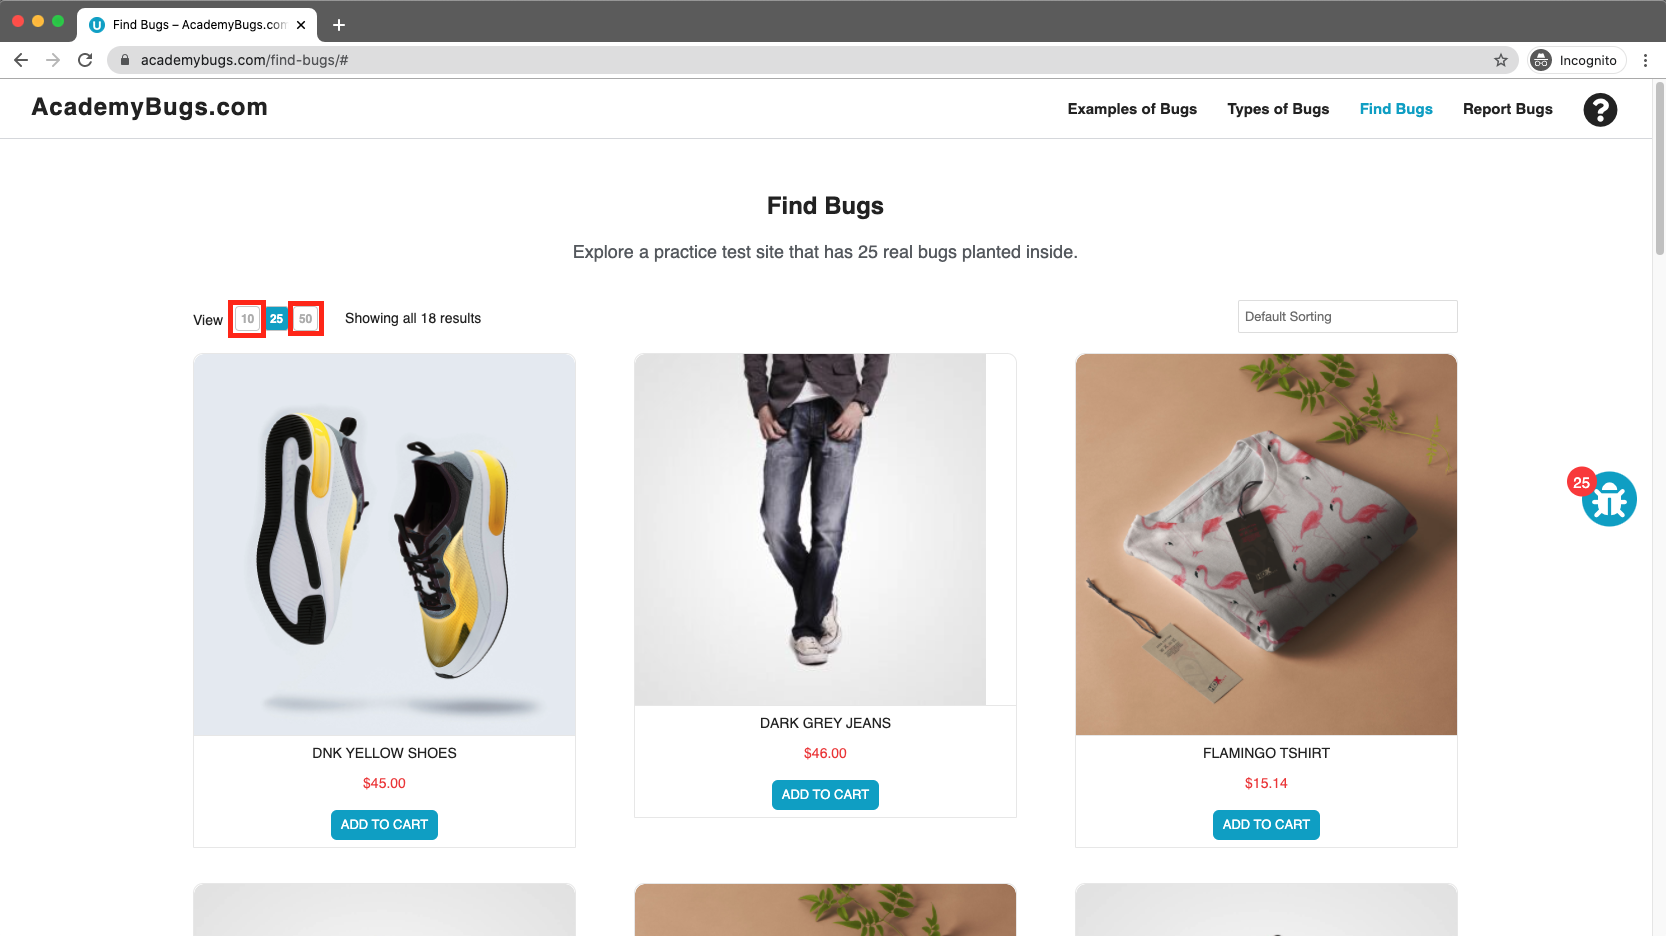 Find Bugs – AcademyBugs.com
academybugs.com/find-bugs/#
Incognito
AcademyBugs.com
Examples of Bugs
Types of Bugs
Find Bugs
Report Bugs
?
Find Bugs
Explore a practice test site that has 25 real bugs planted inside.
View 10 25 50 Showing all 18 results
Default Sorting
25
DNK YELLOW SHOES
$45.00
ADD TO CART
DARK GREY JEANS
$46.00
ADD TO CART
FLAMINGO TSHIRT
$15.14
ADD TO CART